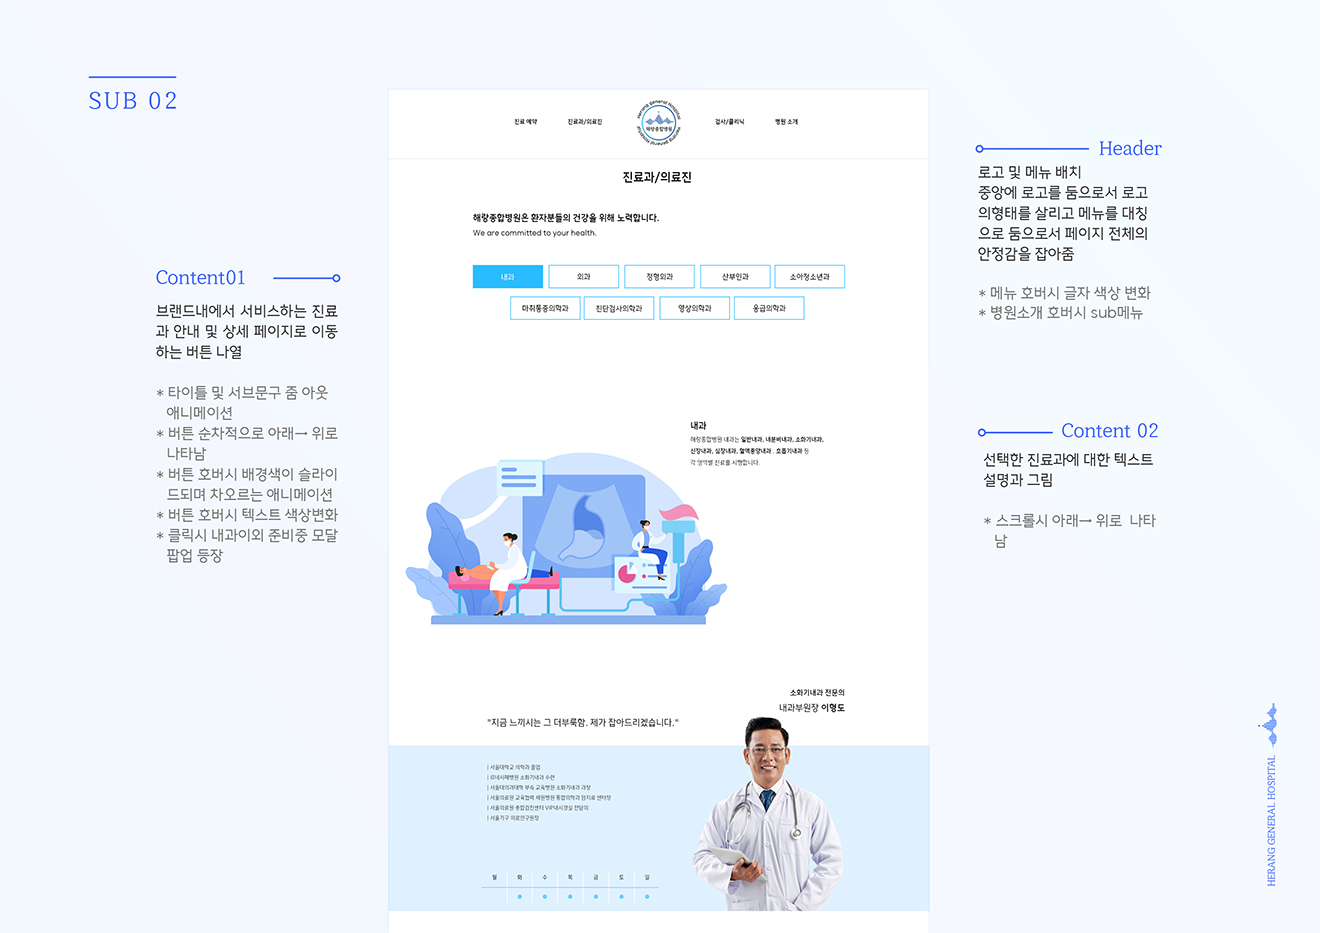 SUB 02
진료 예약
진료과/의료진
Herang general Hospital
해랑종합병원
Herang general Hospital
검사/클리닉
병원 소개
진료과/의료진
해랑종합병원은 환자분들의 건강을 위해 노력합니다.
We are committed to your health.
내과
외과
정형외과
산부인과
소아청소년과
마취통증의학과
진단검사의학과
영상의학과
응급의학과
Content01
브랜드내에서 서비스하는 진료
과 안내 및 상세 페이지로 이동
하는 버튼 나열
* 타이틀 및 서브문구 줌 아웃
애니메이션
* 버튼 순차적으로 아래→ 위로
나타남
* 버튼 호버시 배경색이 슬라이
드되며 차오르는 애니메이션
* 버튼 호버시 텍스트 색상변화
* 클릭시 내과이외 준비중 모달
팝업 등장
Header
로고 및 메뉴 배치
중앙에 로고를 둠으로서 로고
의형태를 살리고 메뉴를 대칭
으로 둠으로서 페이지 전체의
안정감을 잡아줌
* 메뉴 호버시 글자 색상 변화
* 병원소개 호버시 sub메뉴
Content 02
선택한 진료과에 대한 텍스트
설명과 그림
* 스크롤시 아래→ 위로 나타
남
내과
해랑종합병원 내과는 일반내과, 내분비내과, 소화기내과,
신장내과, 심장내과, 혈액종양내과 . 호흡기내과 등
각 영역별 진료를 시행합니다.
소화기내과 전문의
내과부원장 이형도
"지금 느끼시는 그 더부룩함. 제가 잡아드리겠습니다."
| 서울대학교 의학과 졸업
| 르네시떼병원 소화기내과 수련
| 서울대의과대학 부속 교육병원 소화기내과 과장
| 서울의료원 교육협력 세원병원 통합의학과 암치료 센터장
| 서울의료원 종합검진센터 VIP내시경실 전담의
| 서울기구 의료연구원장
월 화 수 목 금 토 일
HERANG GENERAL HOSPITAL